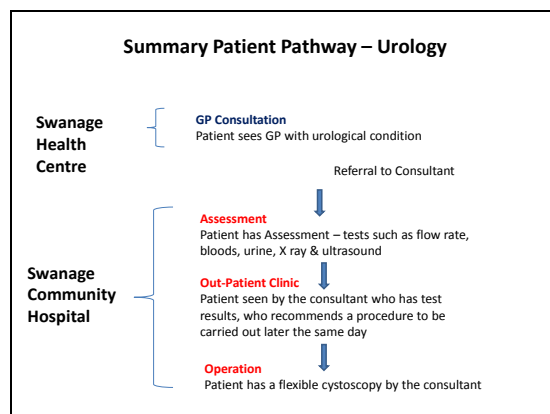 Summary Patient Pathway – Urology
Swanage
Health
Centre
GP Consultation
Patient sees GP with urological condition
Referral to Consultant
Swanage
Community
Hospital
Assessment
Patient has Assessment – tests such as flow rate,
bloods, urine, X ray & ultrasound
Out-Patient Clinic
Patient seen by the consultant who has test
results, who recommends a procedure to be
carried out later the same day
Operation
Patient has a flexible cystoscopy by the consultant